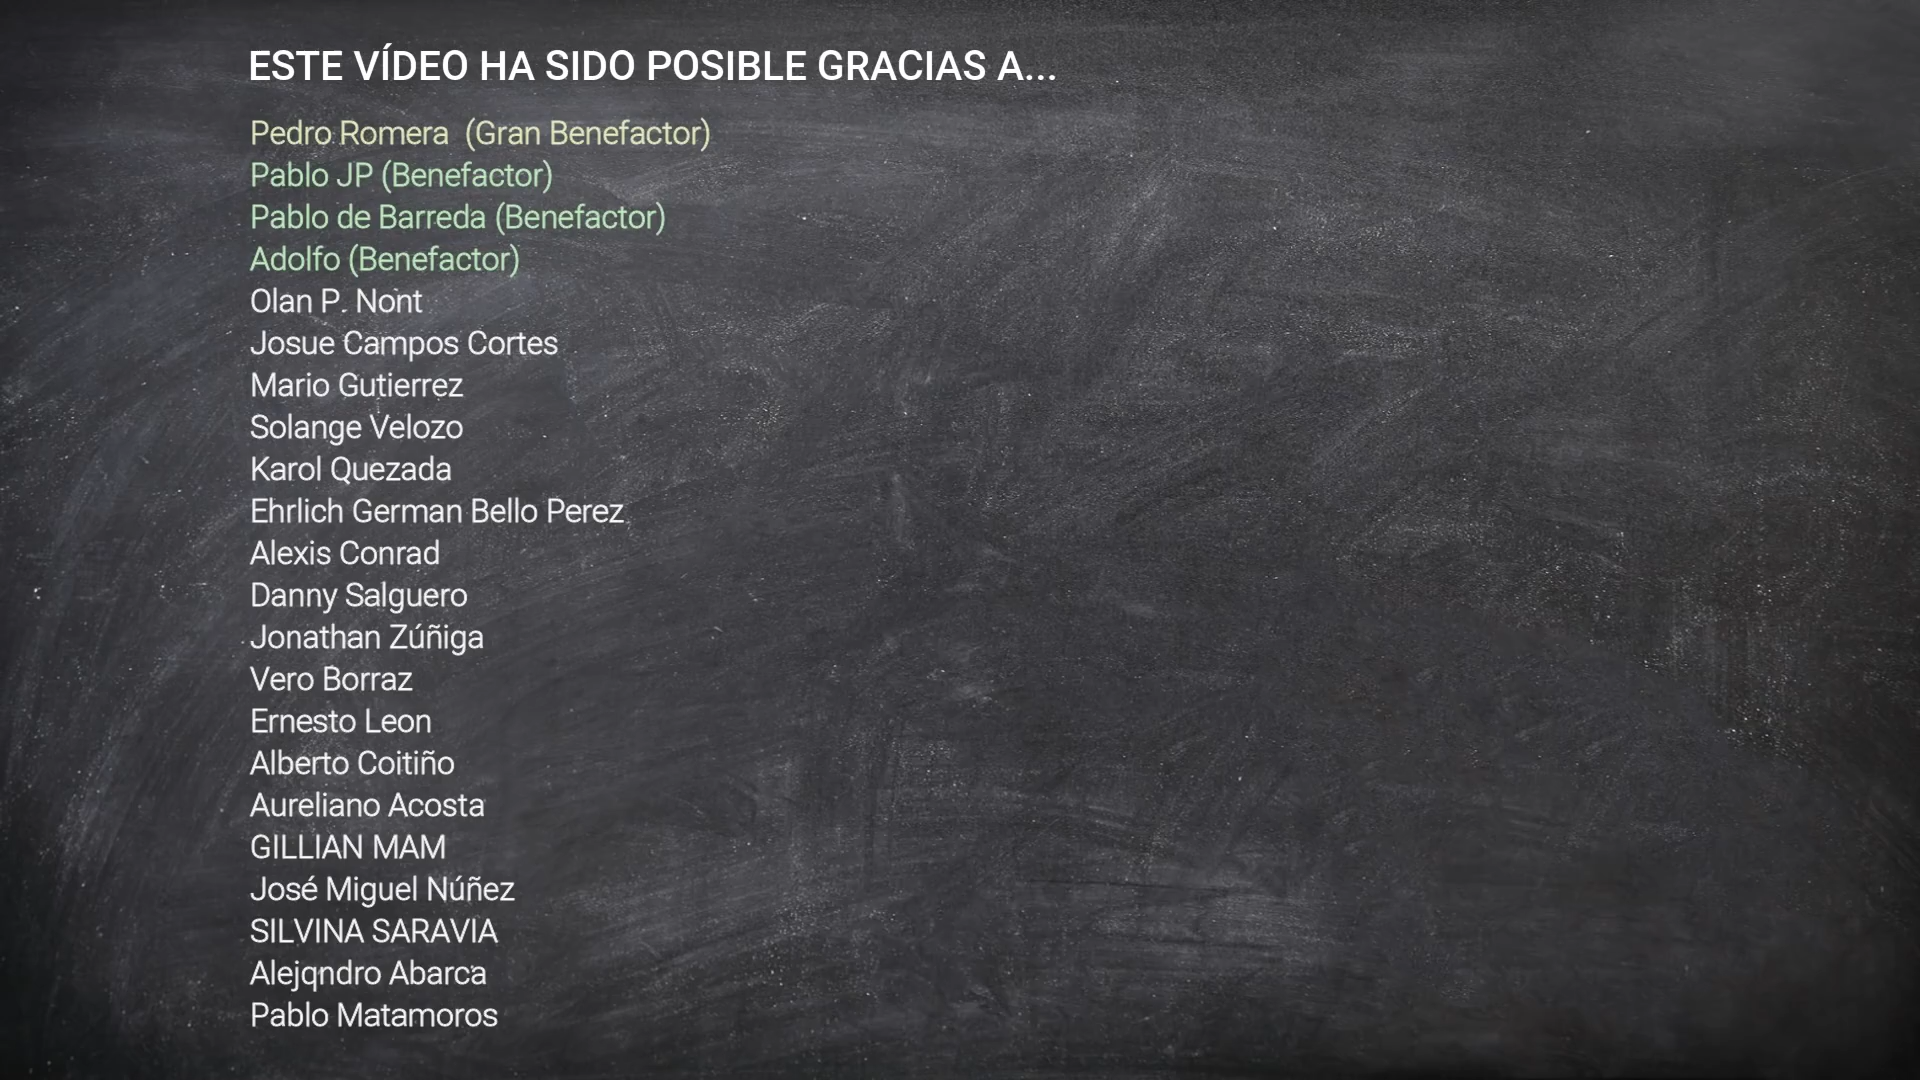 ESTE VÍDEO HA SIDO POSIBLE GRACIAS A...
Pedro Romera (Gran Benefactor)
Pablo JP (Benefactor)
Pablo de Barreda (Benefactor)
Adolfo (Benefactor)
Olan P. Nont
Josue Campos Cortes
Mario Gutierrez
Solange Velozo
Karol Quezada
Ehrlich German Bello Perez
Alexis Conrad
Danny Salguero
Jonathan Zúñiga
Vero Borraz
Ernesto Leon
Alberto Coitiño
Aureliano Acosta
GILLIAN MAM
José Miguel Núñez
SILVINA SARAVIA
Alejqndro Abarca
Pablo Matamoros